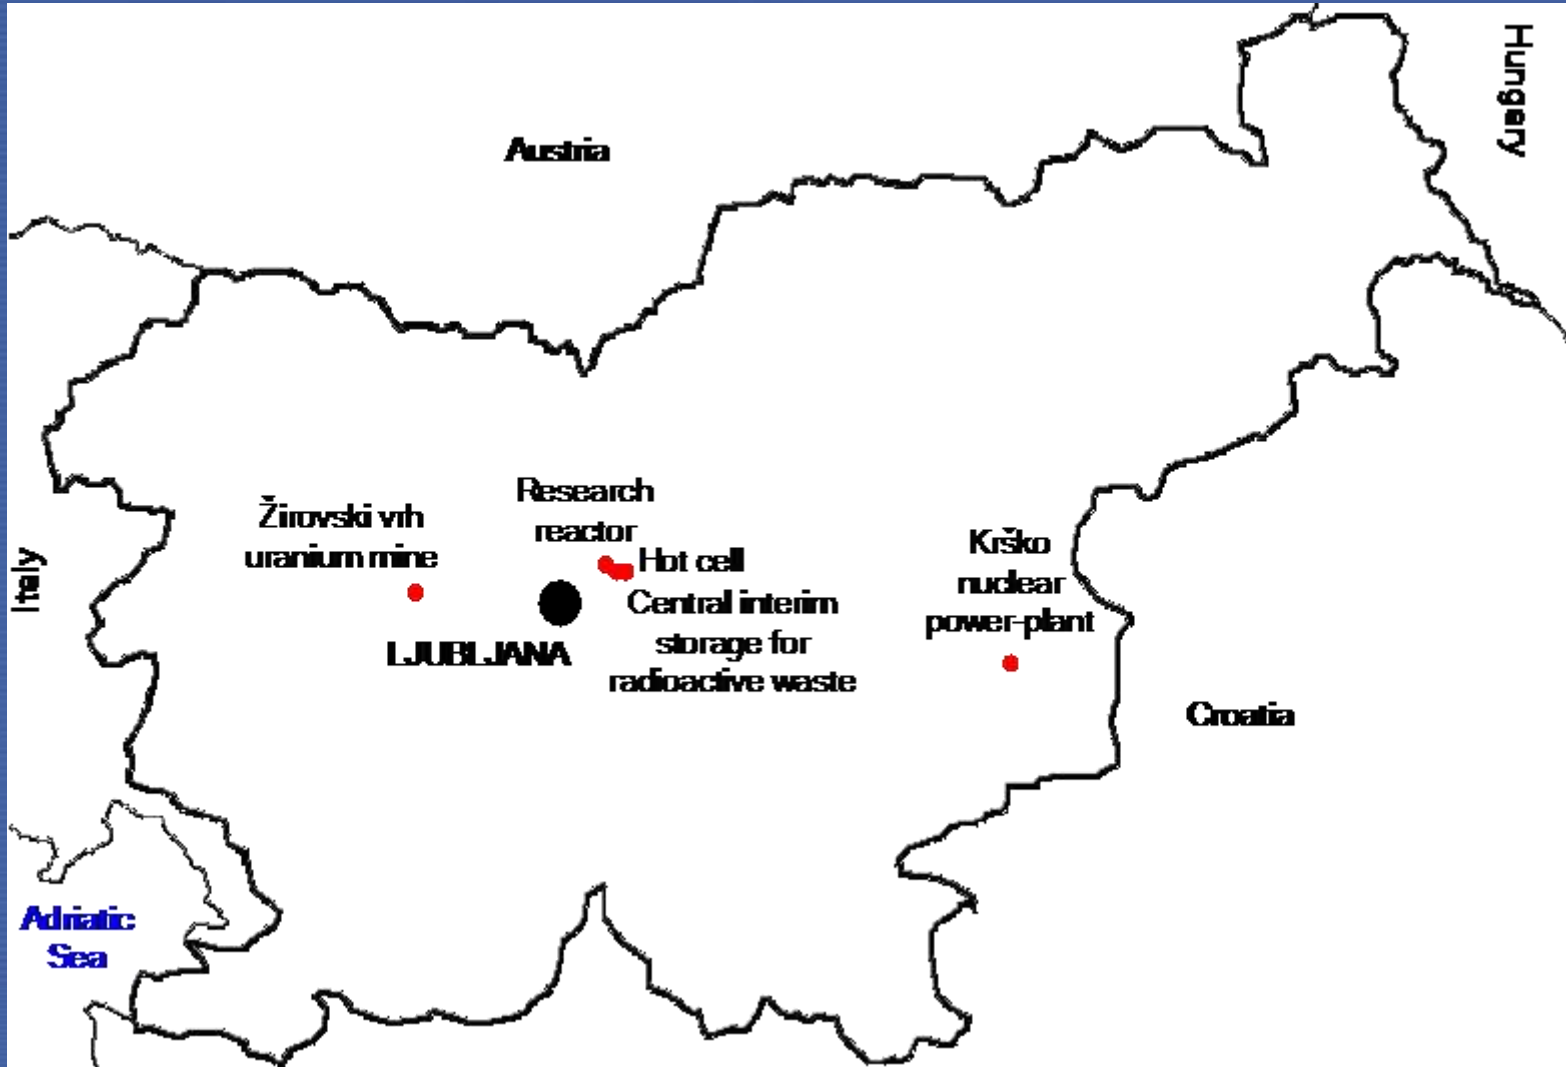 Hungary
Austria
Italy
Žirovski vrh
uranium mine
Research
reactor
Hot cell
Central interim
storage for
radioactive waste
LJUBLJANA
Krško
nuclear
power-plant
Croatia
Adriatic
Sea